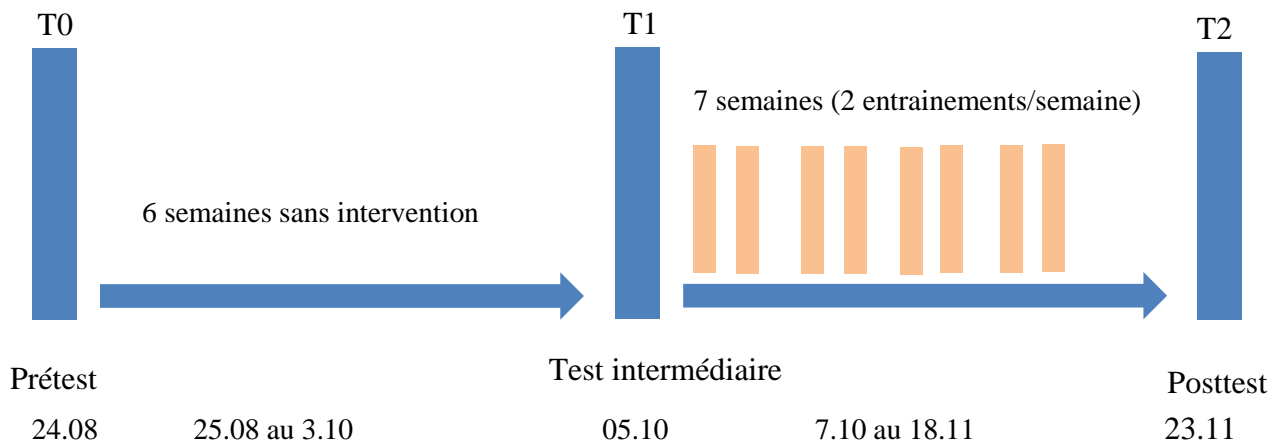 T0
T1
T2
7 semaines (2 entrainements/semaine)
6 semaines sans intervention
Prétest
Test intermédiaire
Posttest
24.08
25.08 au 3.10
05.10
7.10 au 18.11
23.11